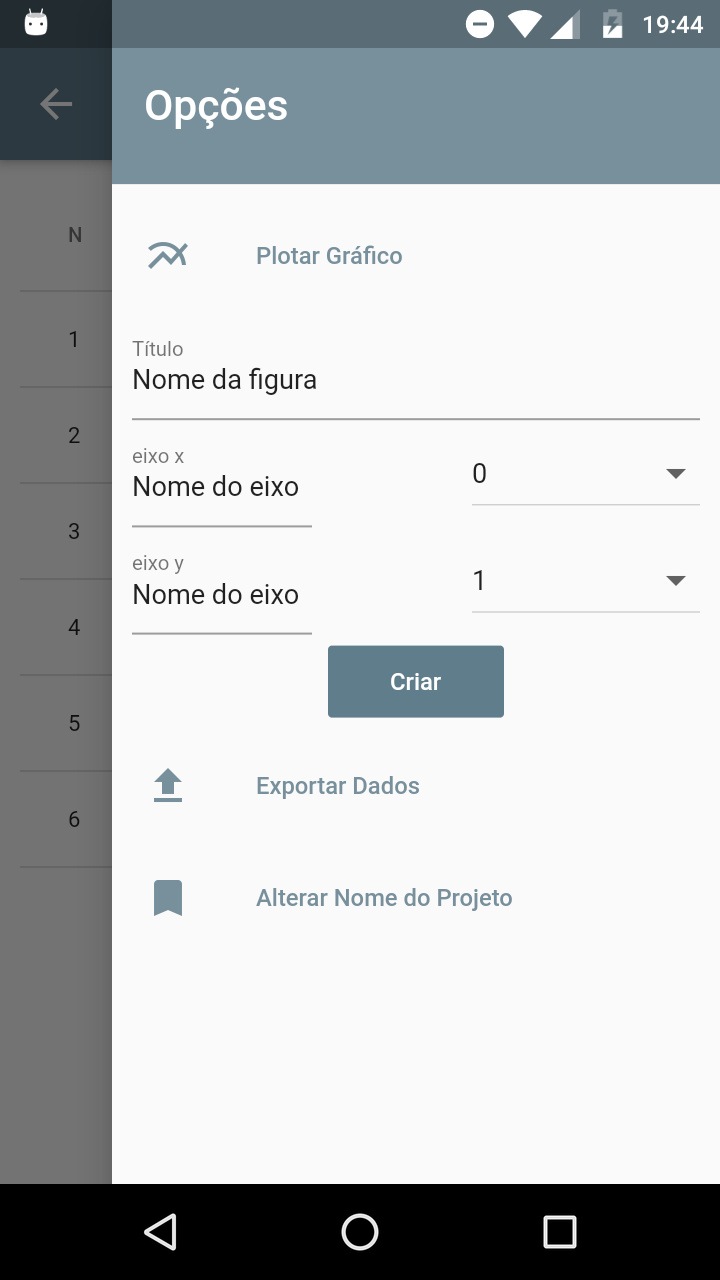 19:44
Opções
N
1
2
3
4
5
6
Plotar Gráfico
Título
Nome da figura
eixo x
Nome do eixo
0
eixo y
Nome do eixo
1
Criar
Exportar Dados
Alterar Nome do Projeto